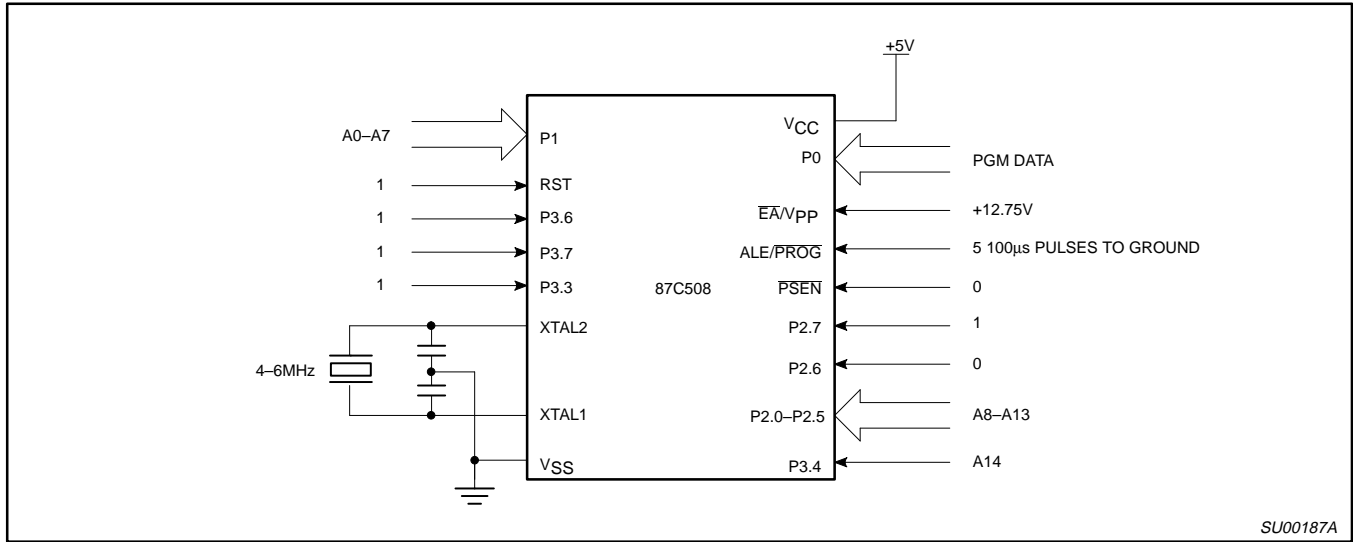 +5V
A0–A7
P1
VCC
P0
PGM DATA
1
RST
1
P3.6
EA/VPP
+12.75V
1
P3.7
ALE/PROG
5 100µs PULSES TO GROUND
1
P3.3
87C508
PSEN
0
XTAL2
P2.7
1
4–6MHz
P2.6
0
XTAL1
P2.0–P2.5
A8–A13
VSS
P3.4
A14
SU00187A